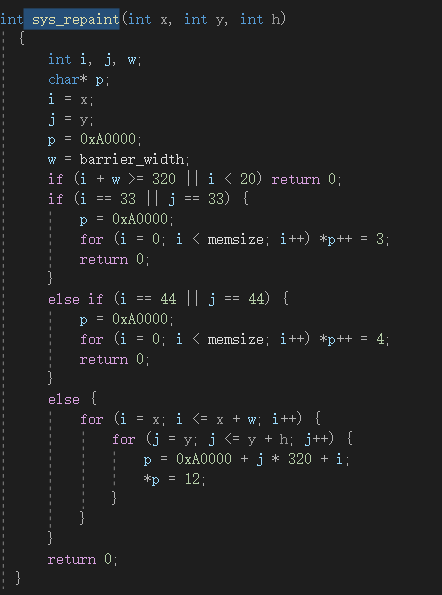 int sys_repaint(int x, int y, int h)
{
int i, j, w;
char* p;
i = x;
j = y;
p = 0xA0000;
w = barrier_width;
if (i + w >= 320 || i < 20) return 0;
if (i == 33 || j == 33) {
p = 0xA0000;
for (i = 0; i < memsize; i++) *p++ = 3;
return 0;
}
else if (i == 44 || j == 44) {
p = 0xA0000;
for (i = 0; i < memsize; i++) *p++ = 4;
return 0;
}
else {
for (i = x; i <= x + w; i++) {
for (j = y; j <= y + h; j++) {
p = 0xA0000 + j * 320 + i;
*p = 12;
}
}
}
return 0;
}